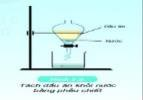 Dầu ăn
Nước
Tách dầu ăn khỏi nước
bằng phễu chiết